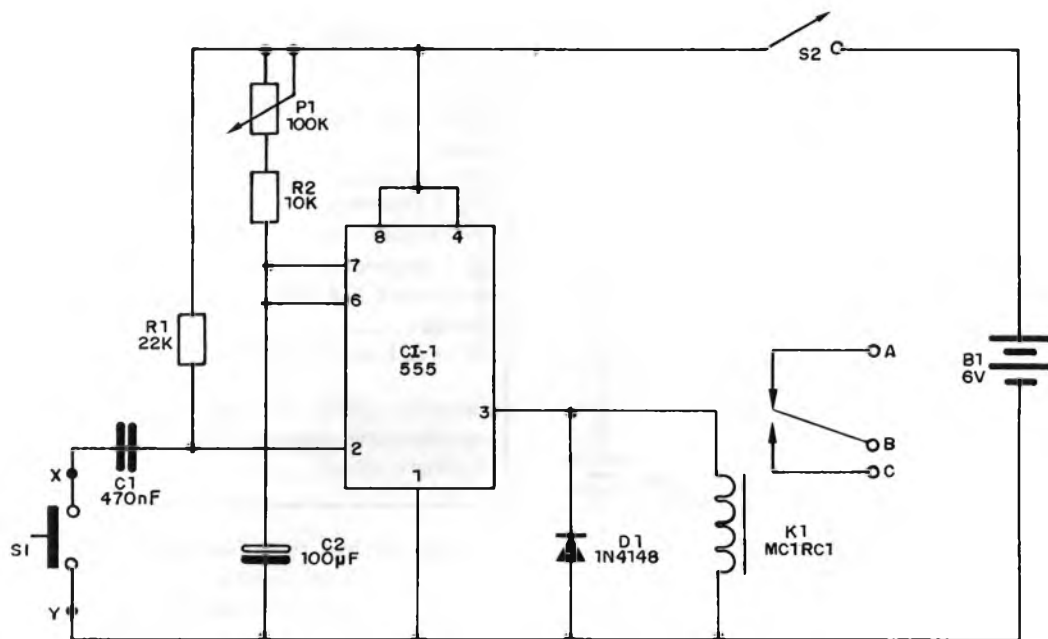 S2
P1
100K
R2
10K
8
4
7
6
R1
22K
CI-1
555
A
B1
6V
3
B
2
C
X
C1
470nF
1
S1
C2
100µF
D1
1N4148
K1
MC1RC1
Y